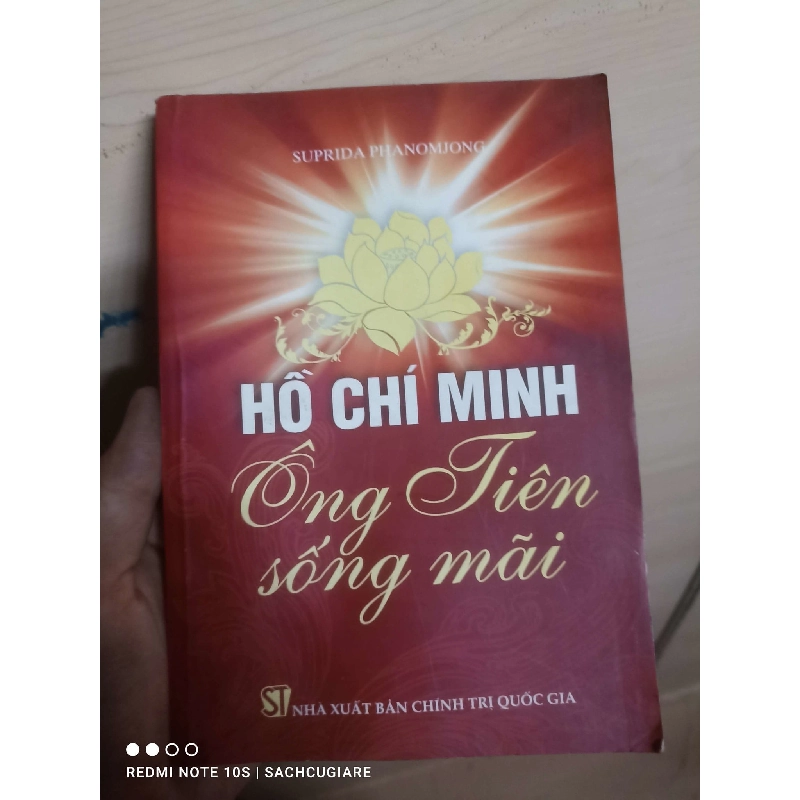 SUPRIDA PHANOMJONG
HỒ CHÍ MINH
Ông Tiên
sống mãi
ST NHÀ XUẤT BẢN CHÍNH TRỊ QUỐC GIA
REDMI NOTE 10S | SACHCUGIARE